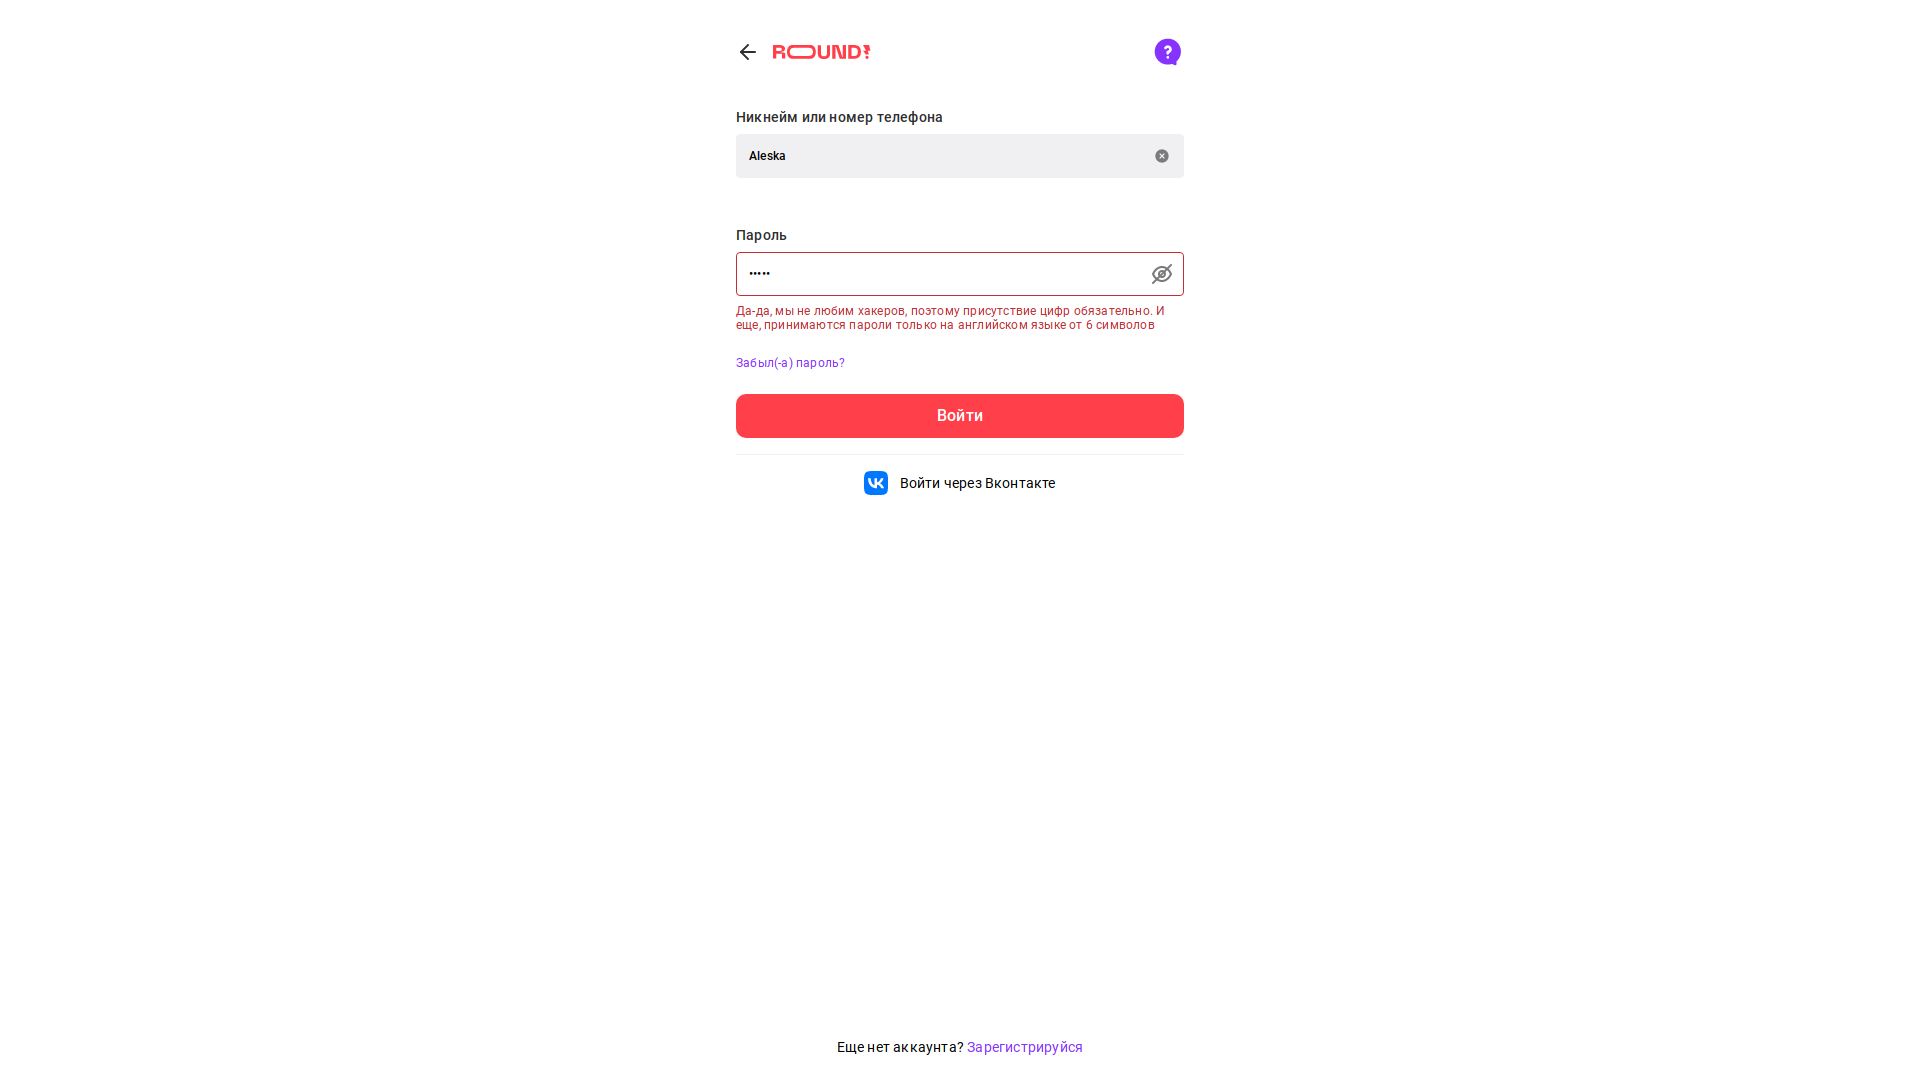 ROUND!
?
Никнейм или номер телефона
Aleska
Пароль
•••••
Да-да, мы не любим хакеров, поэтому присутствие цифр обязательно. И
еще, принимаются пароли только на английском языке от 6 символов
Забыл(-а) пароль?
Войти
Войти через Вконтакте
Еще нет аккаунта? Зарегистрируйся